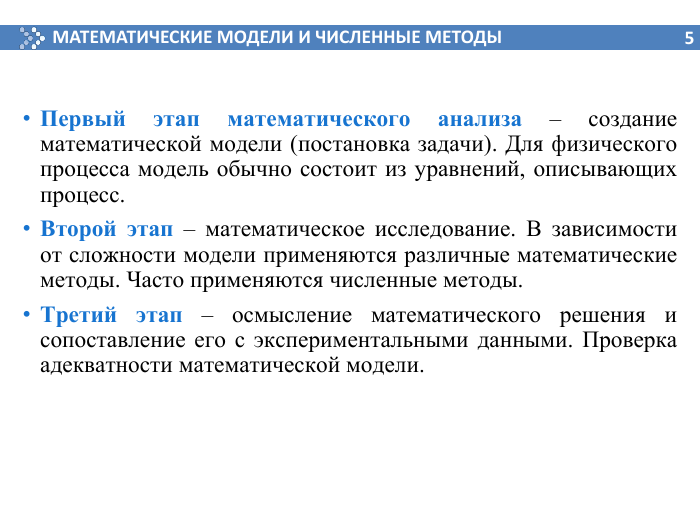 МАТЕМАТИЧЕСКИЕ МОДЕЛИ И ЧИСЛЕННЫЕ МЕТОДЫ 5
• Первый этап математического анализа – создание
математической модели (постановка задачи). Для физического
процесса модель обычно состоит из уравнений, описывающих
процесс.
• Второй этап – математическое исследование. В зависимости
от сложности модели применяются различные математические
методы. Часто применяются численные методы.
• Третий этап – осмысление математического решения и
сопоставление его с экспериментальными данными. Проверка
адекватности математической модели.